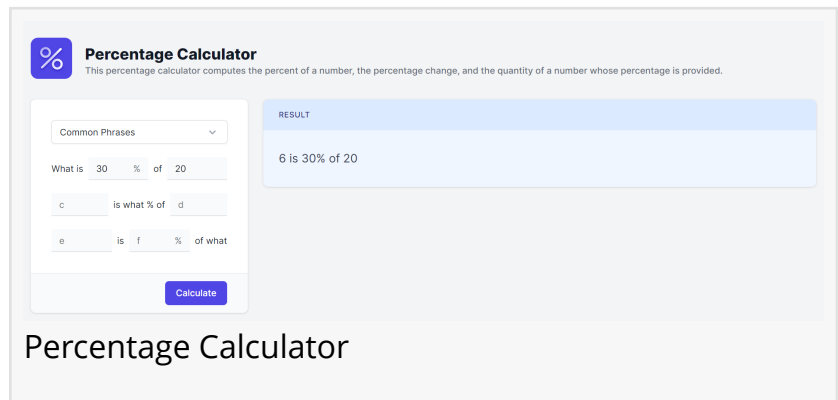 %
Percentage Calculator
This percentage calculator computes the percent of a number, the percentage change, and the quantity of a number whose percentage is provided.
Common Phrases
What is 30 % of 20
c is what % of d
e is f % of what
Calculate
RESULT
6 is 30% of 20
Percentage Calculator